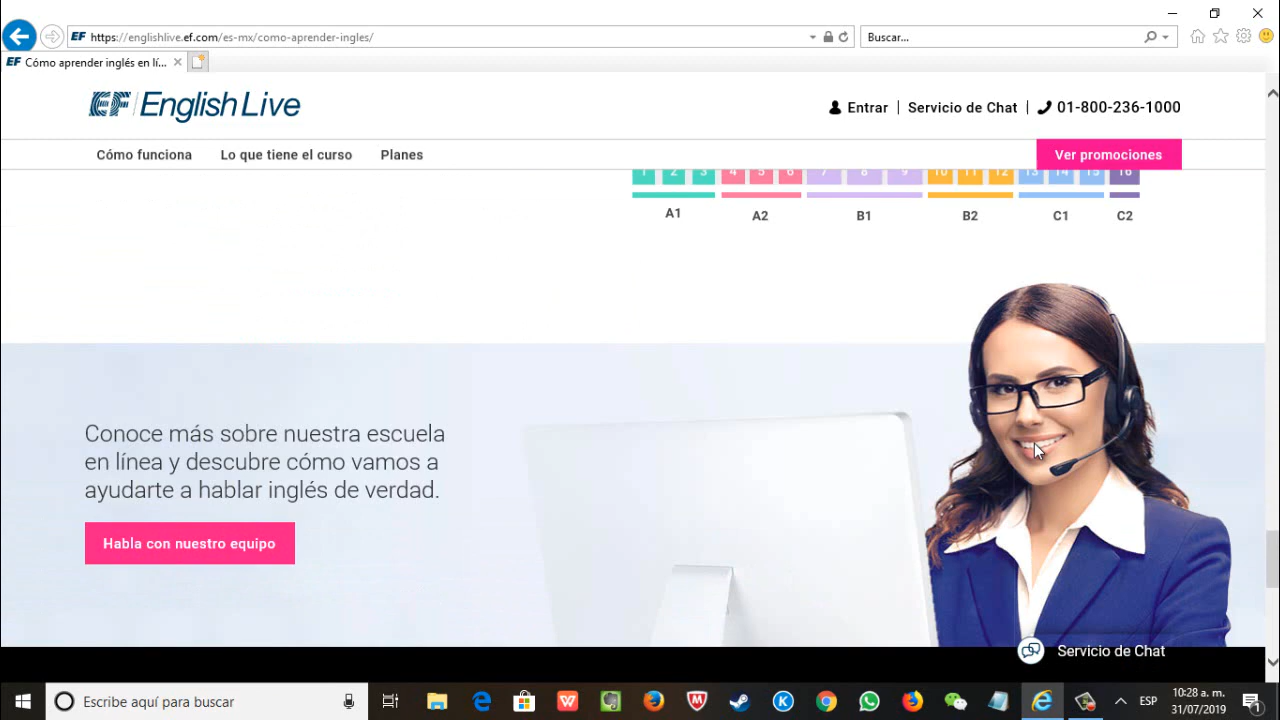 https://englishlive.ef.com/es-mx/como-aprender-ingles/
Buscar...
EF Cómo aprender inglés en lí...
EF English Live
Entrar | Servicio de Chat | 01-800-236-1000
Cómo funciona Lo que tiene el curso Planes Ver promociones
1 2 3 4 5 6 7 8 9 10 11 12 13 14 15 16
A1 A2 B1 B2 C1 C2
Conoce más sobre nuestra escuela
en línea y descubre cómo vamos a
ayudarte a hablar inglés de verdad.
Habla con nuestro equipo
Servicio de Chat
Escribe aquí para buscar
ESP
10:28 a. m.
31/07/2019
1